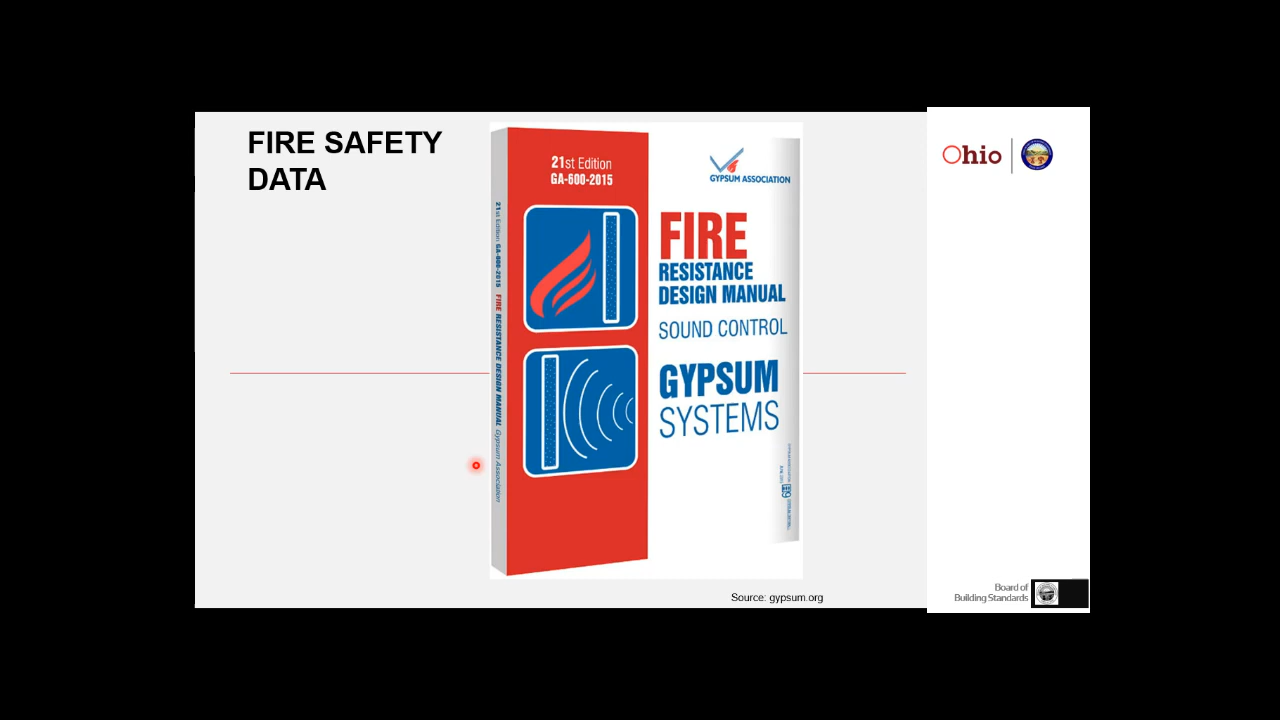 FIRE SAFETY
DATA
21st Edition
GA-600-2015
21st Edition GA-600-2015 FIRE RESISTANCE DESIGN MANUAL Gypsum Association
GYPSUM ASSOCIATION
FIRE
RESISTANCE
DESIGN MANUAL
SOUND CONTROL
GYPSUM
SYSTEMS
Source: gypsum.org
Ohio
Board of
Building Standards